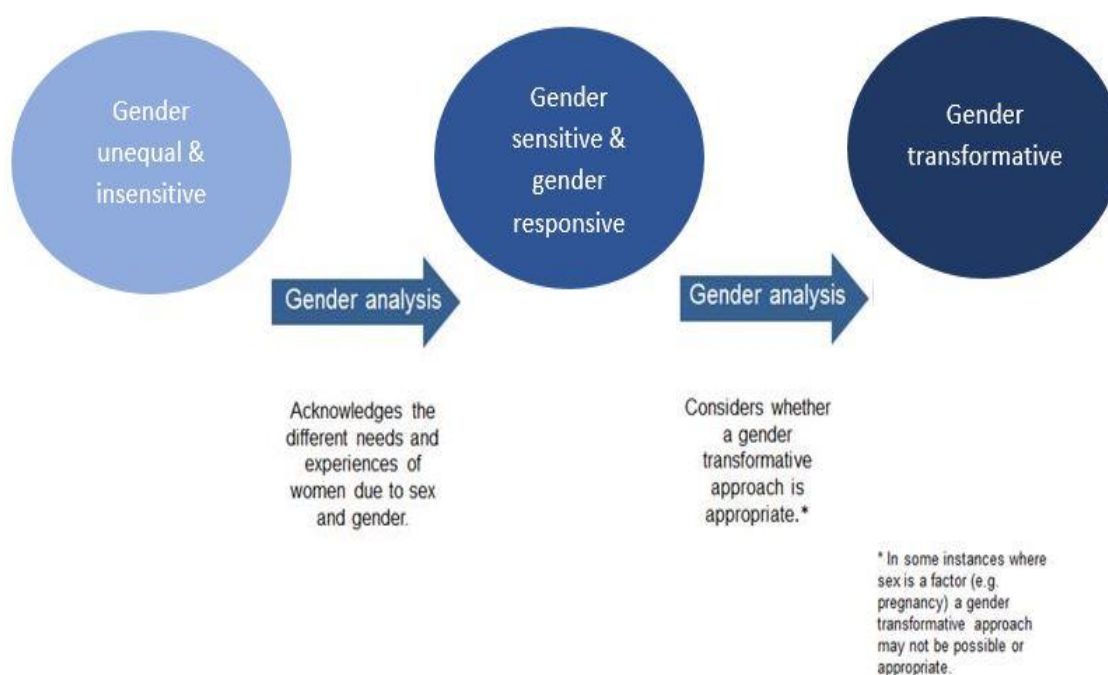 Gender
unequal &
insensitive
Gender
sensitive &
gender
responsive
Gender
transformative
Gender analysis
Gender analysis
Acknowledges the
different needs and
experiences of
women due to sex
and gender.
Considers whether
a gender
transformative
approach is
appropriate.*
* In some instances where
sex is a factor (e.g.
pregnancy) a gender
transformative approach
may not be possible or
appropriate.